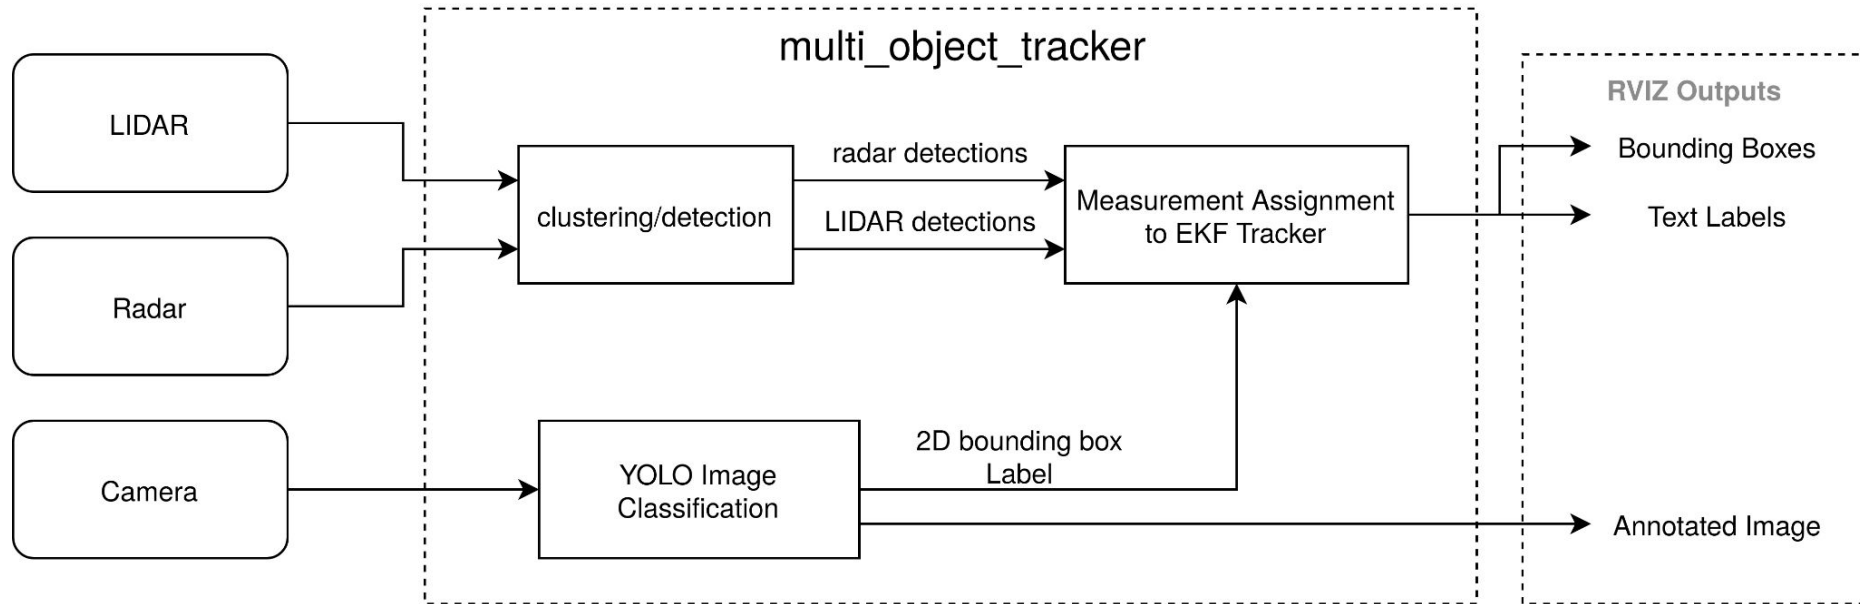 multi_object_tracker
RVIZ Outputs
LIDAR
radar detections
Bounding Boxes
clustering/detection
Measurement Assignment
to EKF Tracker
LIDAR detections
Text Labels
Radar
2D bounding box
Label
Camera
YOLO Image
Classification
Annotated Image